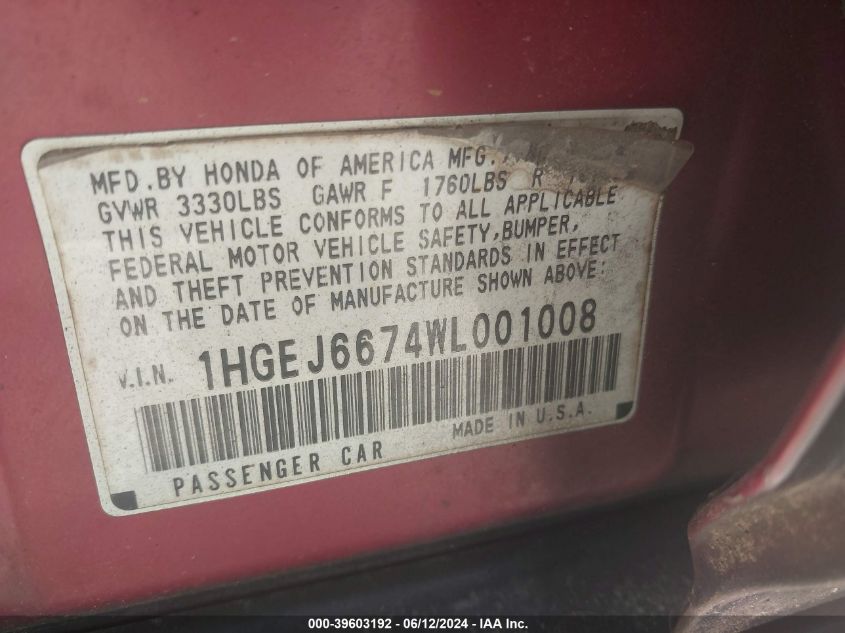 MFD.BY HONDA OF AMERICA MFG.,
GVWR 3330LBS GAWR F 1760LBS R
THIS VEHICLE CONFORMS TO ALL APPLICABLE
FEDERAL MOTOR VEHICLE SAFETY,BUMPER,
AND THEFT PREVENTION STANDARDS IN EFFECT
ON THE DATE OF MANUFACTURE SHOWN ABOVE:
V.I.N. 1HGEJ6674WL001008
PASSENGER CAR MADE IN U.S.A.
000-39603192 - 06/12/2024 - IAA Inc.